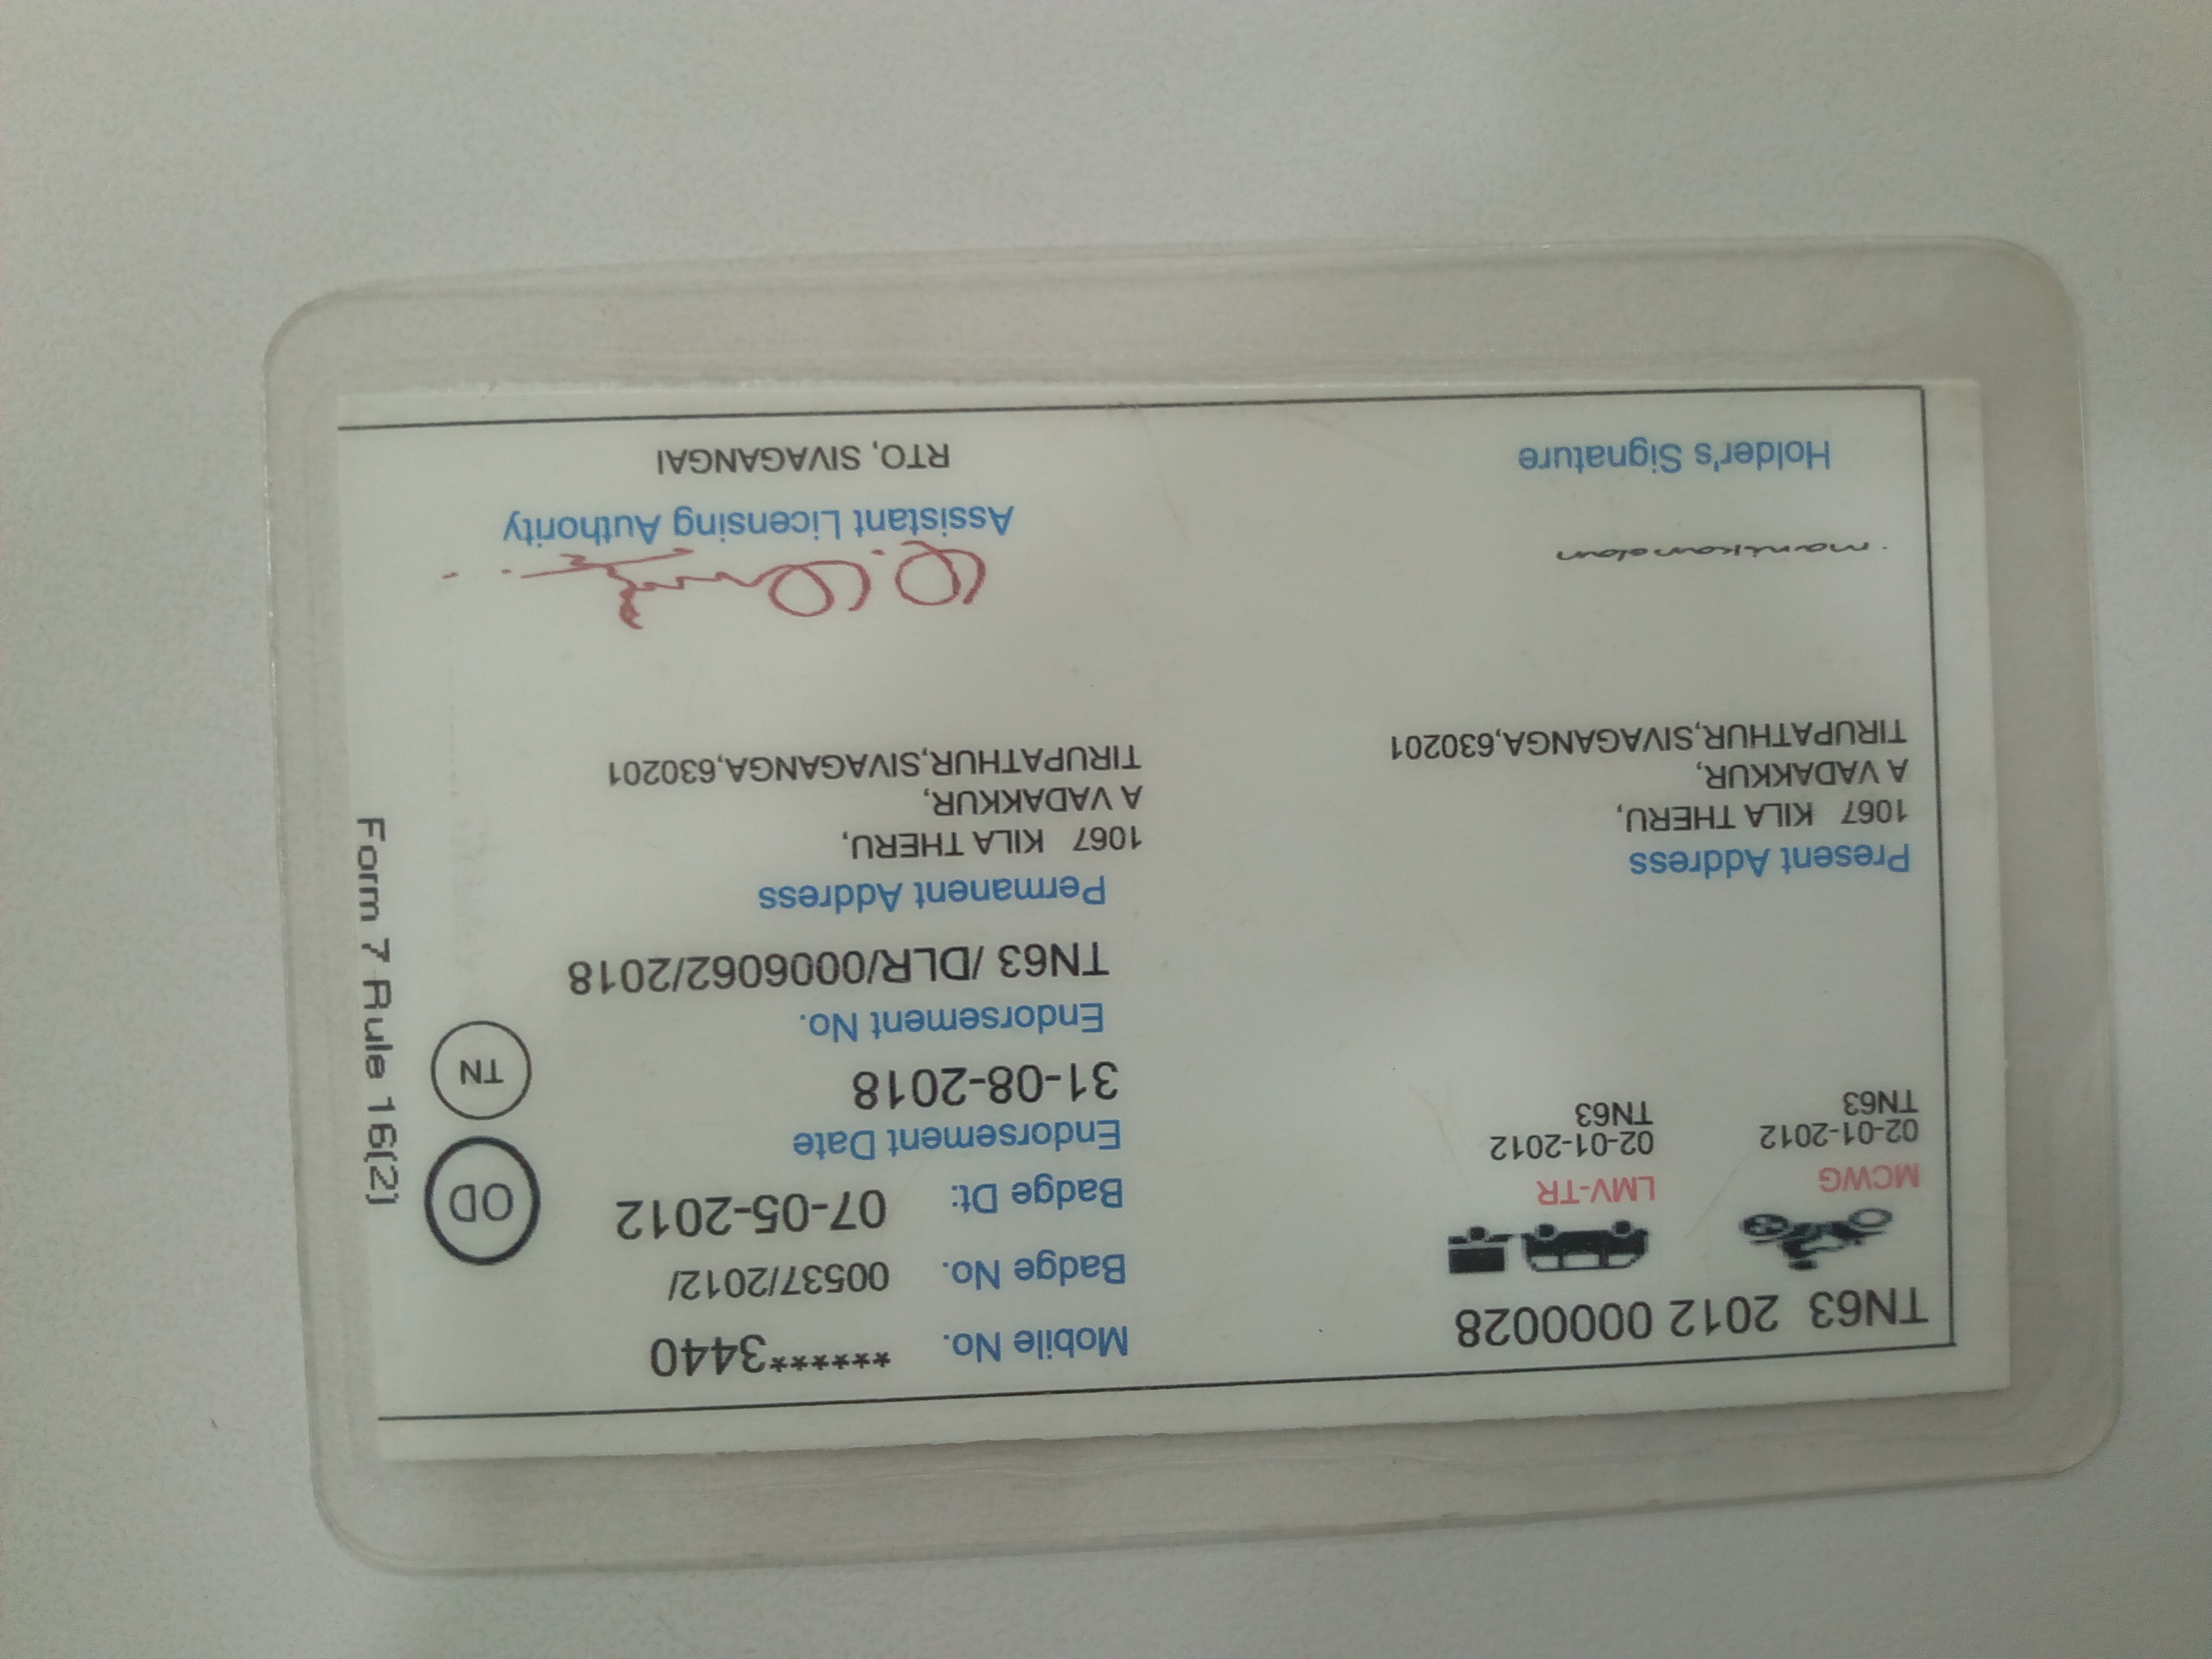 TN63 2012 0000028
MCWG
02-01-2012
TN63
LMV-TR
02-01-2012
TN63
Present Address
1067 KILA THERU,
A VADAKKUR,
TIRUPATHUR,SIVAGANGA,630201
manikandan
Holder's Signature
Mobile No. ******3440
Badge No. 00537/2012/
Badge Dt: 07-05-2012
Endorsement Date
31-08-2018
Endorsement No.
TN63 /DLR/0006062/2018
Permanent Address
1067 KILA THERU,
A VADAKKUR,
TIRUPATHUR,SIVAGANGA,630201
Assistant Licensing Authority
RTO, SIVAGANGAI
OD
TN
Form 7 Rule 16(2)